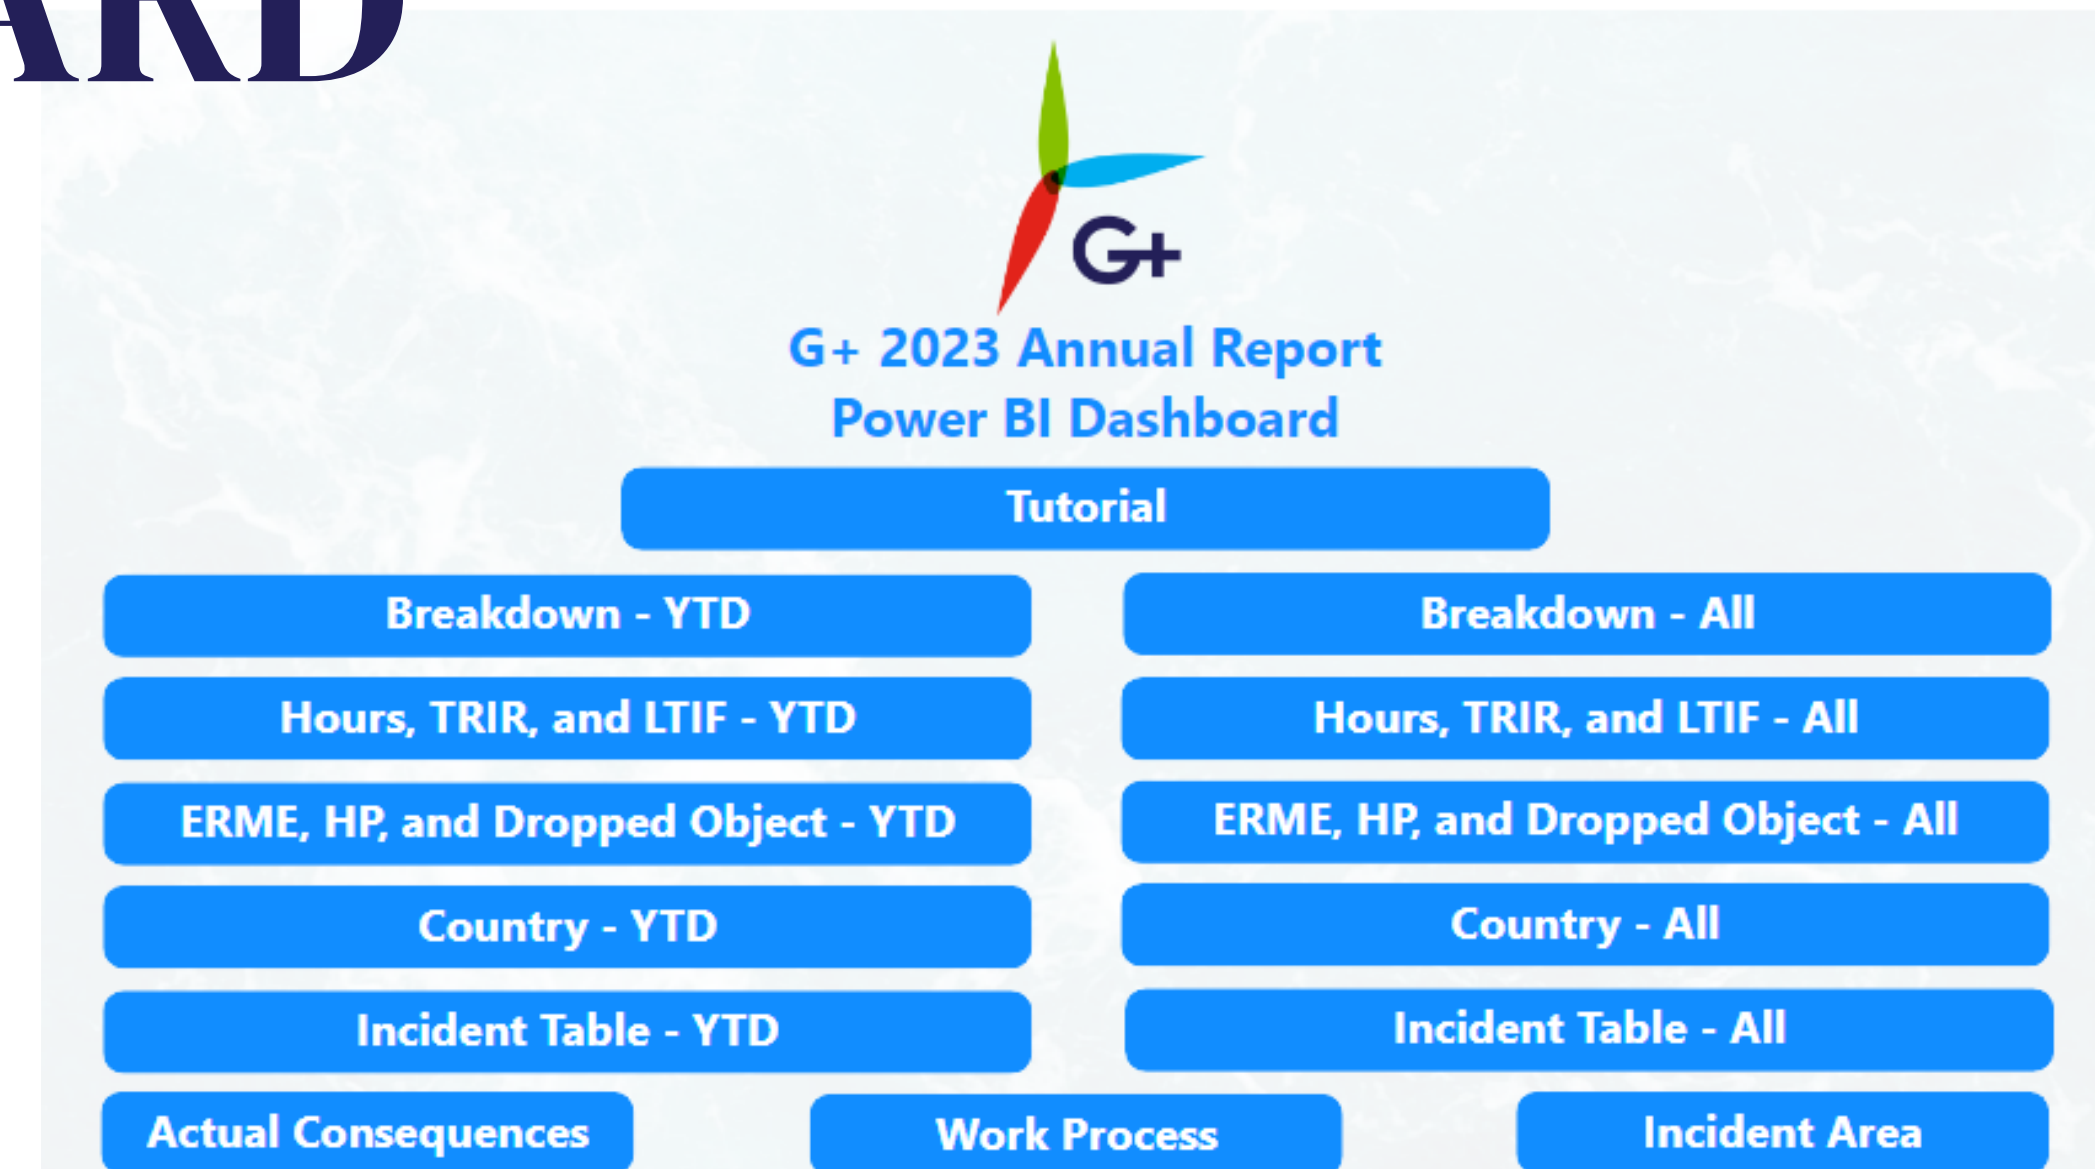 ARD
G+
G+ 2023 Annual Report
Power BI Dashboard
Tutorial
Breakdown - YTD
Breakdown - All
Hours, TRIR, and LTIF - YTD
Hours, TRIR, and LTIF - All
ERME, HP, and Dropped Object - YTD
ERME, HP, and Dropped Object - All
Country - YTD
Country - All
Incident Table - YTD
Incident Table - All
Actual Consequences
Work Process
Incident Area